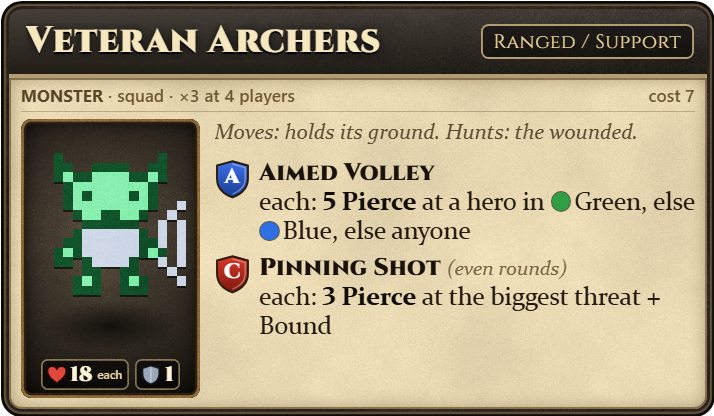 Veteran Archers
Ranged / Support
MONSTER · squad · ×3 at 4 players
cost 7
Moves: holds its ground. Hunts: the wounded.
A Aimed Volley
each: 5 Pierce at a hero in Green, else
Blue, else anyone
C Pinning Shot (even rounds)
each: 3 Pierce at the biggest threat +
Bound
18 each
1